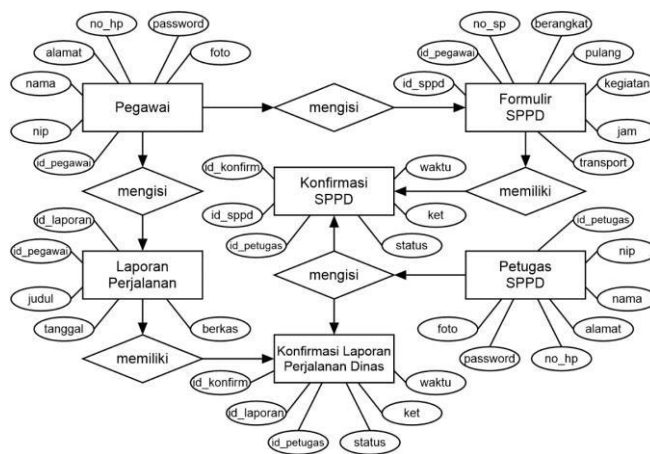 no_hp
password
alamat
foto
nama
Pegawai
nip
id_pegawai
mengisi
no_sp
berangkat
id_pegawai
pulang
id_sppd
Formulir
SPPD
kegiatan
jam
transport
mengisi
id_konfirm
waktu
Konfirmasi
SPPD
memiliki
id_sppd
ket
id_petugas
status
id_laporan
id_pegawai
Laporan
Perjalanan
judul
tanggal
berkas
mengisi
id_petugas
Petugas
SPPD
nip
nama
foto
alamat
password
no_hp
memiliki
Konfirmasi Laporan
Perjalanan Dinas
id_konfirm
waktu
id_laporan
ket
id_petugas
status